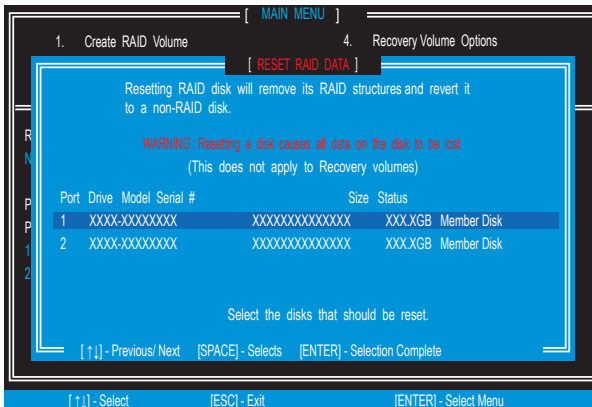 [ MAIN MENU ]
1. Create RAID Volume 4. Recovery Volume Options
[ RESET RAID DATA ]
Resetting RAID disk will remove its RAID structures and revert it
to a non-RAID disk.
WARNING : Resetting a disk causes all data on the disk to be lost.
(This does not apply to Recovery volumes)
R
N
Port Drive Model Serial # Size Status
P
1 XXXX-XXXXXXXX XXXXXXXXXXXXXX XXX.XGB Member Disk
P
2 XXXX-XXXXXXXX XXXXXXXXXXXXXX XXX.XGB Member Disk
1
2
Select the disks that should be reset.
[ ↑↓] - Previous/ Next [SPACE] - Selects [ENTER] - Selection Complete
[ ↑↓] - Select [ESC] - Exit [ENTER] - Select Menu